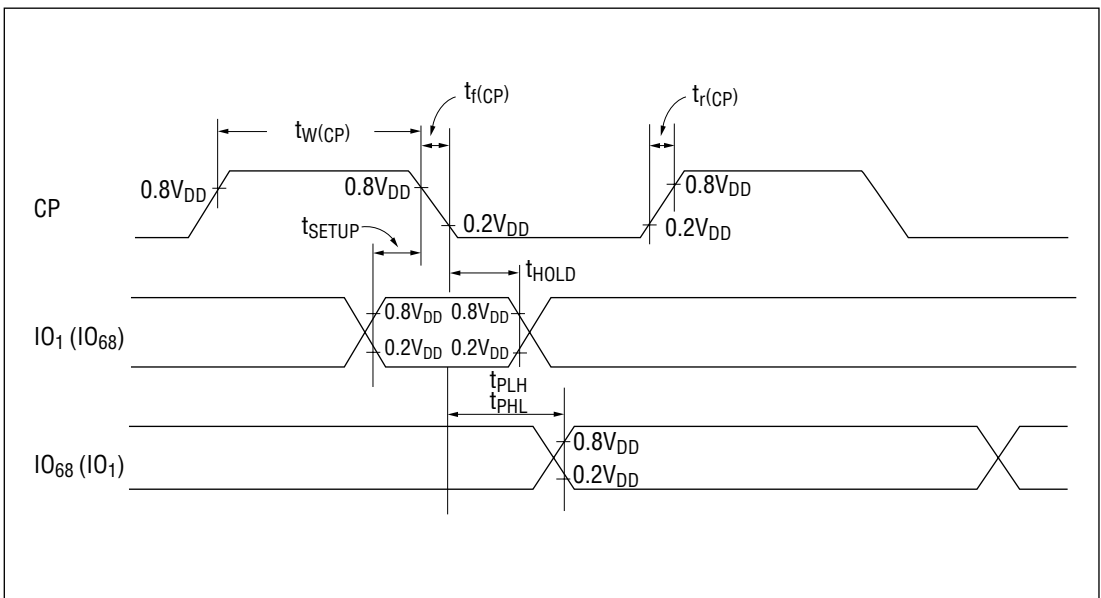 tf(CP)
tr(CP)
tW(CP)
0.8VDD
0.8VDD
0.8VDD
CP
tSETUP
0.2VDD
0.2VDD
tHOLD
IO1 (IO68)
0.8VDD 0.8VDD
0.2VDD 0.2VDD
tPLH
tPHL
IO68 (IO1)
0.8VDD
0.2VDD